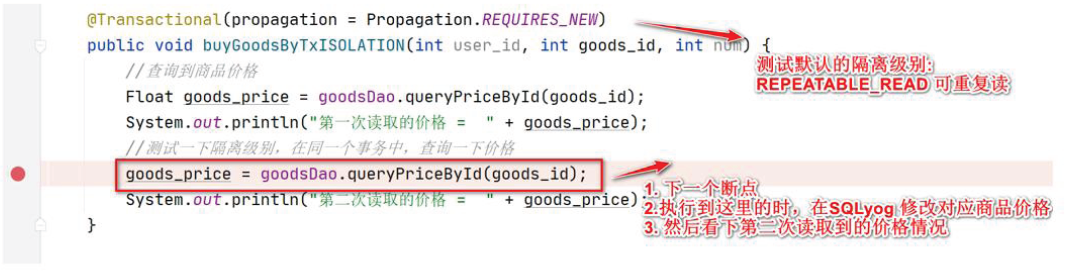 @Transactional(propagation = Propagation.REQUIRES_NEW)
public void buyGoodsByTxISOLATION(int user_id, int goods_id, int num) {
//查询到商品价格
Float goods_price = goodsDao.queryPriceById(goods_id);
System.out.println("第一次读取的价格 = " + goods_price);
//测试一下隔离级别，在同一个事务中，查询一下价格
goods_price = goodsDao.queryPriceById(goods_id);
System.out.println("第二次读取的价格 = " + goods_price);
}
测试默认的隔离级别:
REPEATABLE_READ 可重复读
1. 下一个断点
2.执行到这里的时，在SQLyog 修改对应商品价格
3. 然后看下第二次读取到的价格情况